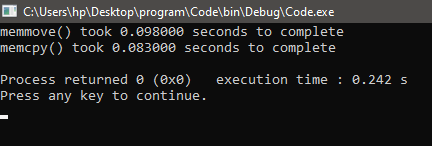 C:\Users\hp\Desktop\program\Code\bin\Debug\Code.exe
memmove() took 0.098000 seconds to complete
memcpy() took 0.083000 seconds to complete
Process returned 0 (0x0)   execution time : 0.242 s
Press any key to continue.